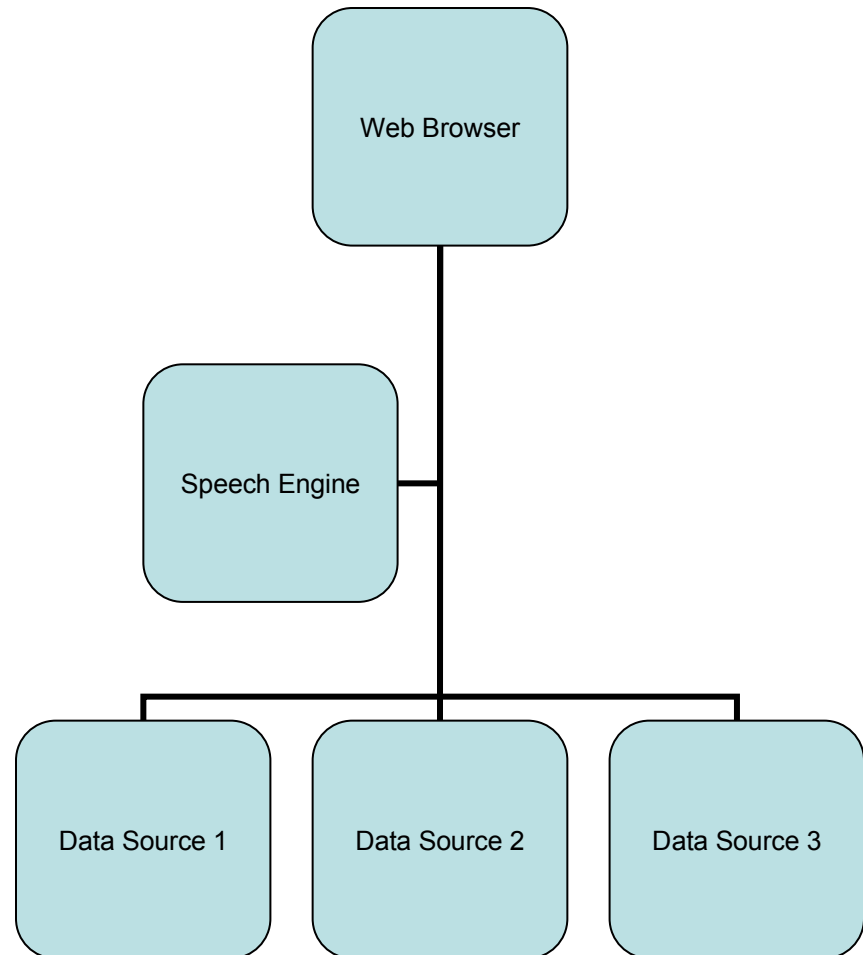 Web Browser
Speech Engine
Data Source 1
Data Source 2
Data Source 3